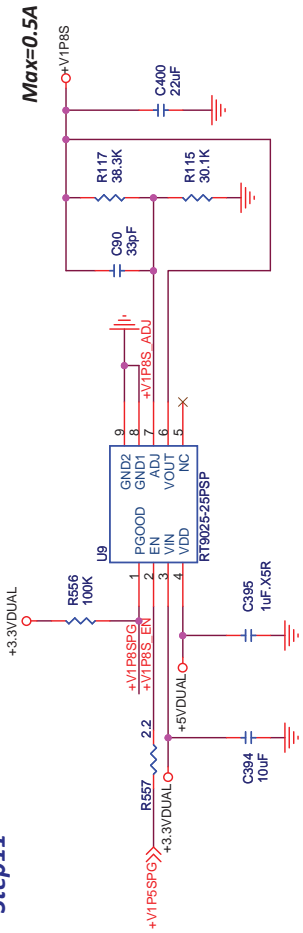 Step11
+3.3VDUAL
R556
100K
+V1P8SPG
+V1P8S_EN
R557
2.2
+V1P5SPG
+3.3VDUAL
+5VDUAL
C394
10uF
C395
1uF.X5R
U9
1
2
3
4
PGOOD
EN
VIN
VDD
GND2
GND1
ADJ
VOUT
NC
9
8
7
6
5
RT9025-25PSP
+V1P8S_ADJ
C90
33pF
R117
38.3K
R115
30.1K
C400
22uF
+V1P8S
Max=0.5A